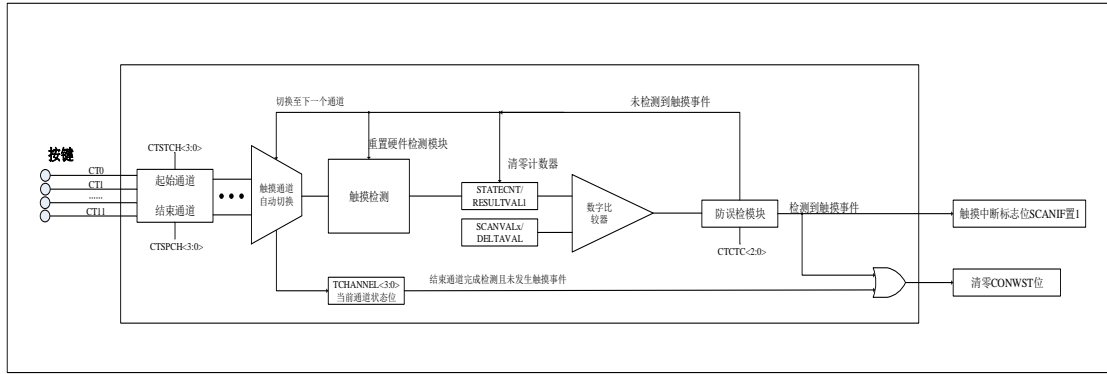 切换至下一个通道
未检测到触摸事件
按键
CTSTCH<3:0>
重置硬件检测模块
清零计数器
CT0
CT1
......
CT11
起始通道
结束通道
触摸通道
自动切换
触摸检测
STATECNT/
RESULTVAL1
SCANVALx/
DELTAVAL
数字比
较器
防误检模块
检测到触摸事件
触摸中断标志位SCANIF置1
CTSPCH<3:0>
CTCTC<2:0>
TCHANNEL<3:0>
当前通道状态位
结束通道完成检测且未发生触摸事件
清零CONWST位